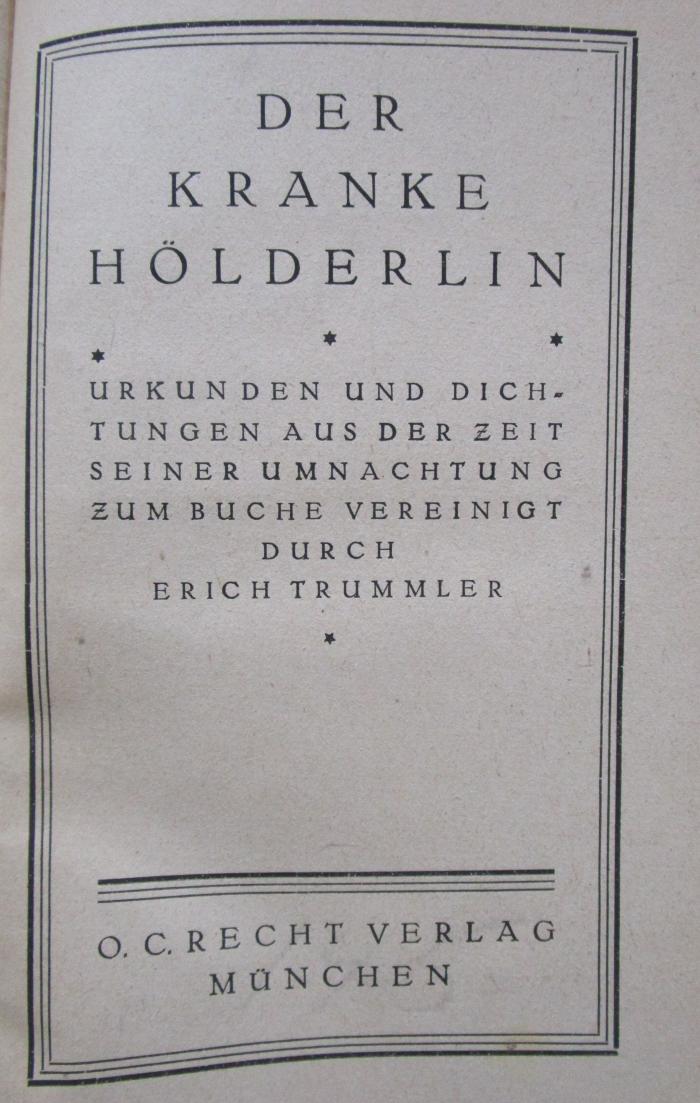 DER
KRANKE
HÖLDERLIN
URKUNDEN UND DICH-
TUNGEN AUS DER ZEIT
SEINER UMNACHTUNG
ZUM BUCHE VEREINIGT
DURCH
ERICH TRUMMLER
O. C. RECHT VERLAG
MÜNCHEN